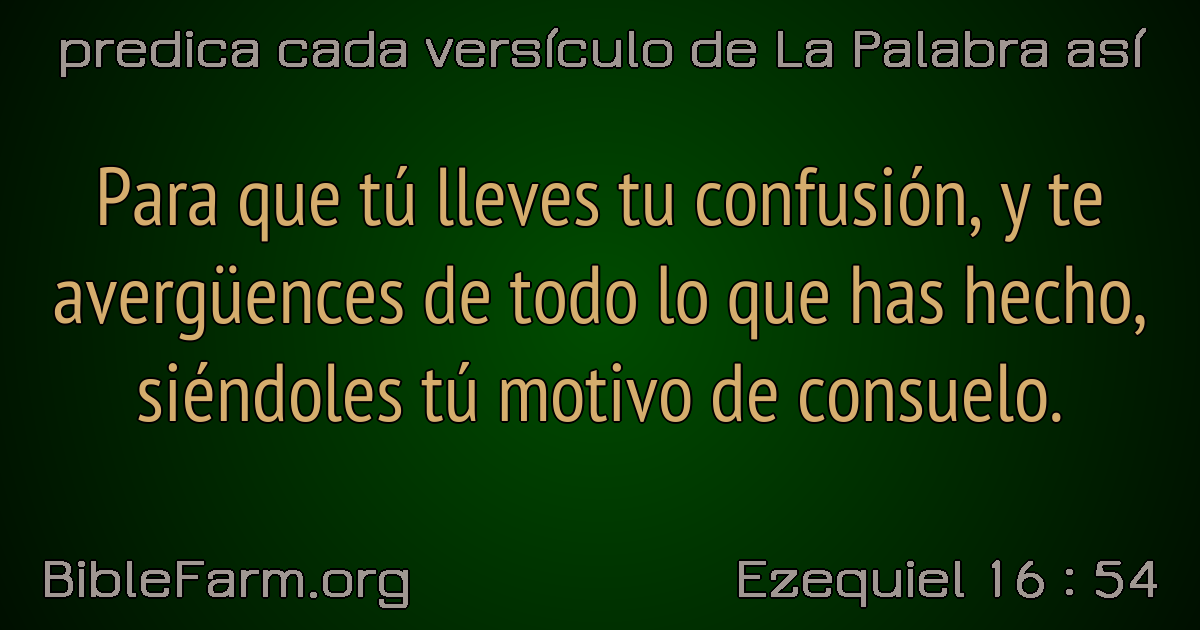 predica cada versículo de La Palabra así
Para que tú lleves tu confusión, y te
avergüences de todo lo que has hecho,
siéndoles tú motivo de consuelo.
BibleFarm.org
Ezequiel 16 : 54